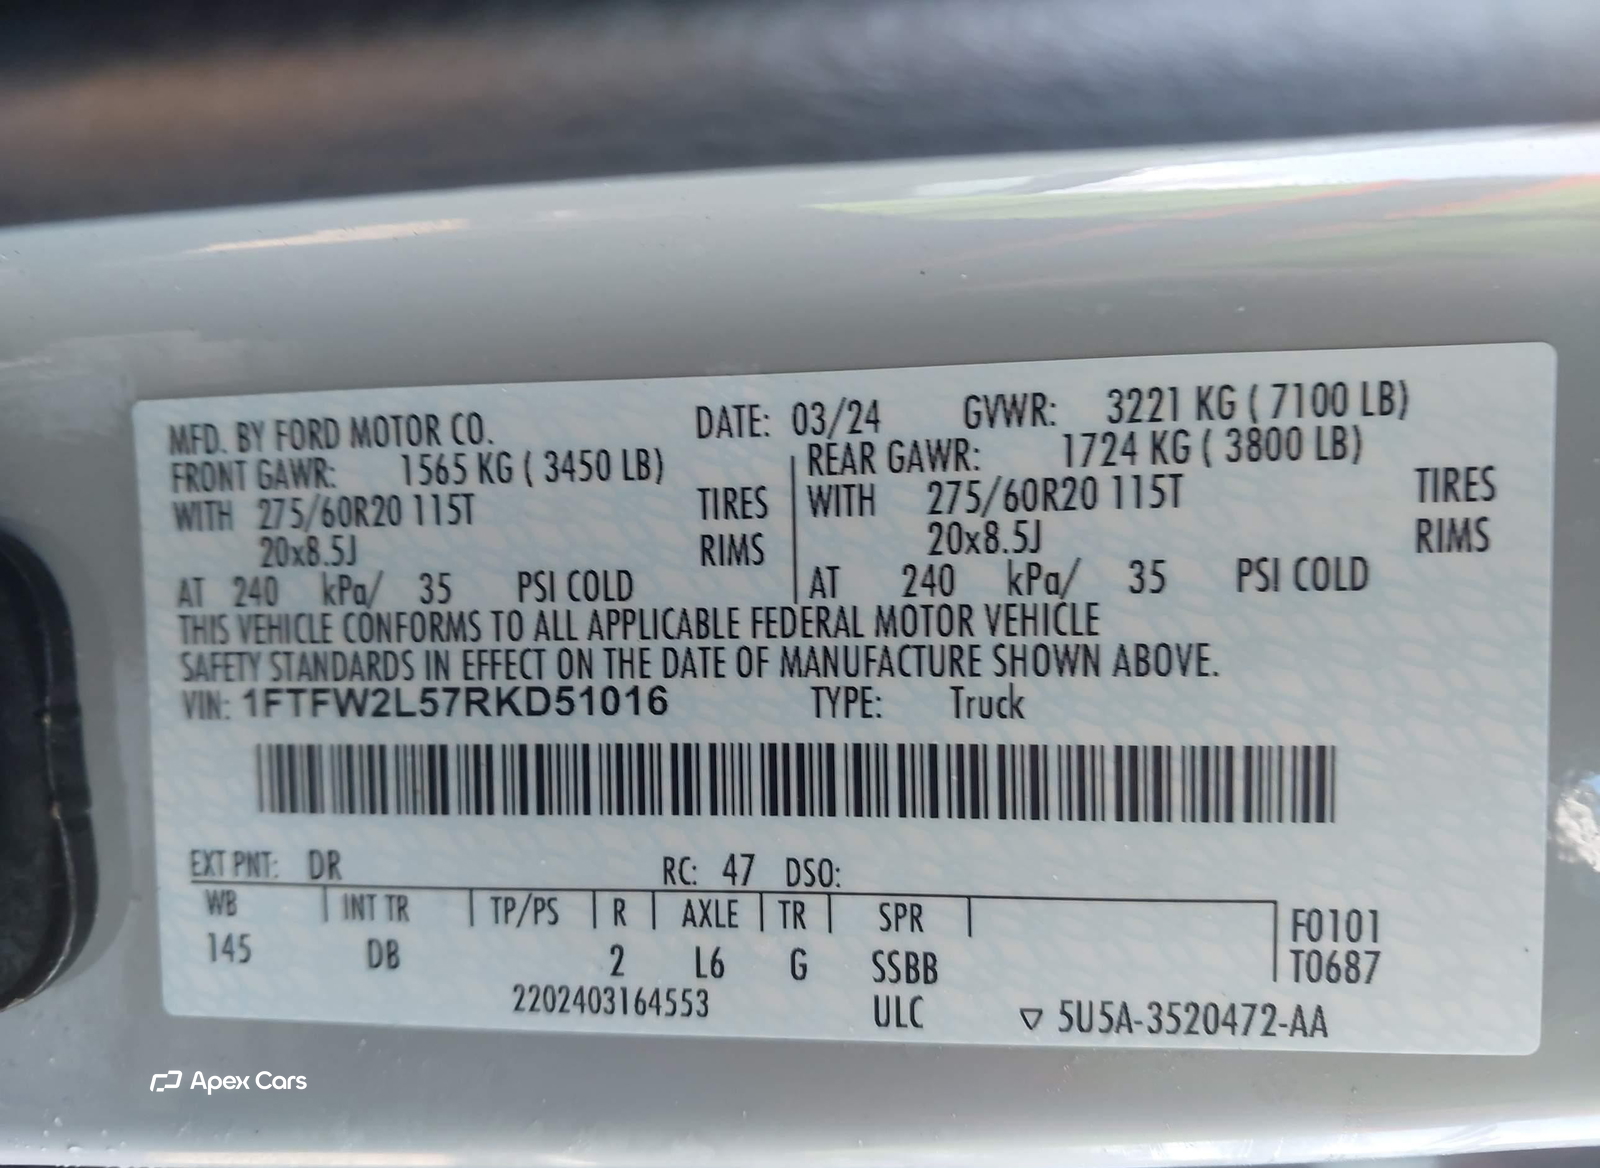 MFD. BY FORD MOTOR CO. DATE: 03/24 GVWR: 3221 KG ( 7100 LB)
FRONT GAWR: 1565 KG ( 3450 LB) REAR GAWR: 1724 KG ( 3800 LB)
WITH 275/60R20 115T TIRES WITH 275/60R20 115T TIRES
20x8.5J RIMS 20x8.5J RIMS
AT 240 kPa/ 35 PSI COLD AT 240 kPa/ 35 PSI COLD
THIS VEHICLE CONFORMS TO ALL APPLICABLE FEDERAL MOTOR VEHICLE
SAFETY STANDARDS IN EFFECT ON THE DATE OF MANUFACTURE SHOWN ABOVE.
VIN: 1FTFW2L57RKD51016 TYPE: Truck
EXT PNT: DR RC: 47 DSO:
WB INT TR TP/PS R AXLE TR SPR F0101
145 DB 2 L6 G SSBB T0687
2202403164553 ULC ▽ 5U5A-3520472-AA
Apex Cars